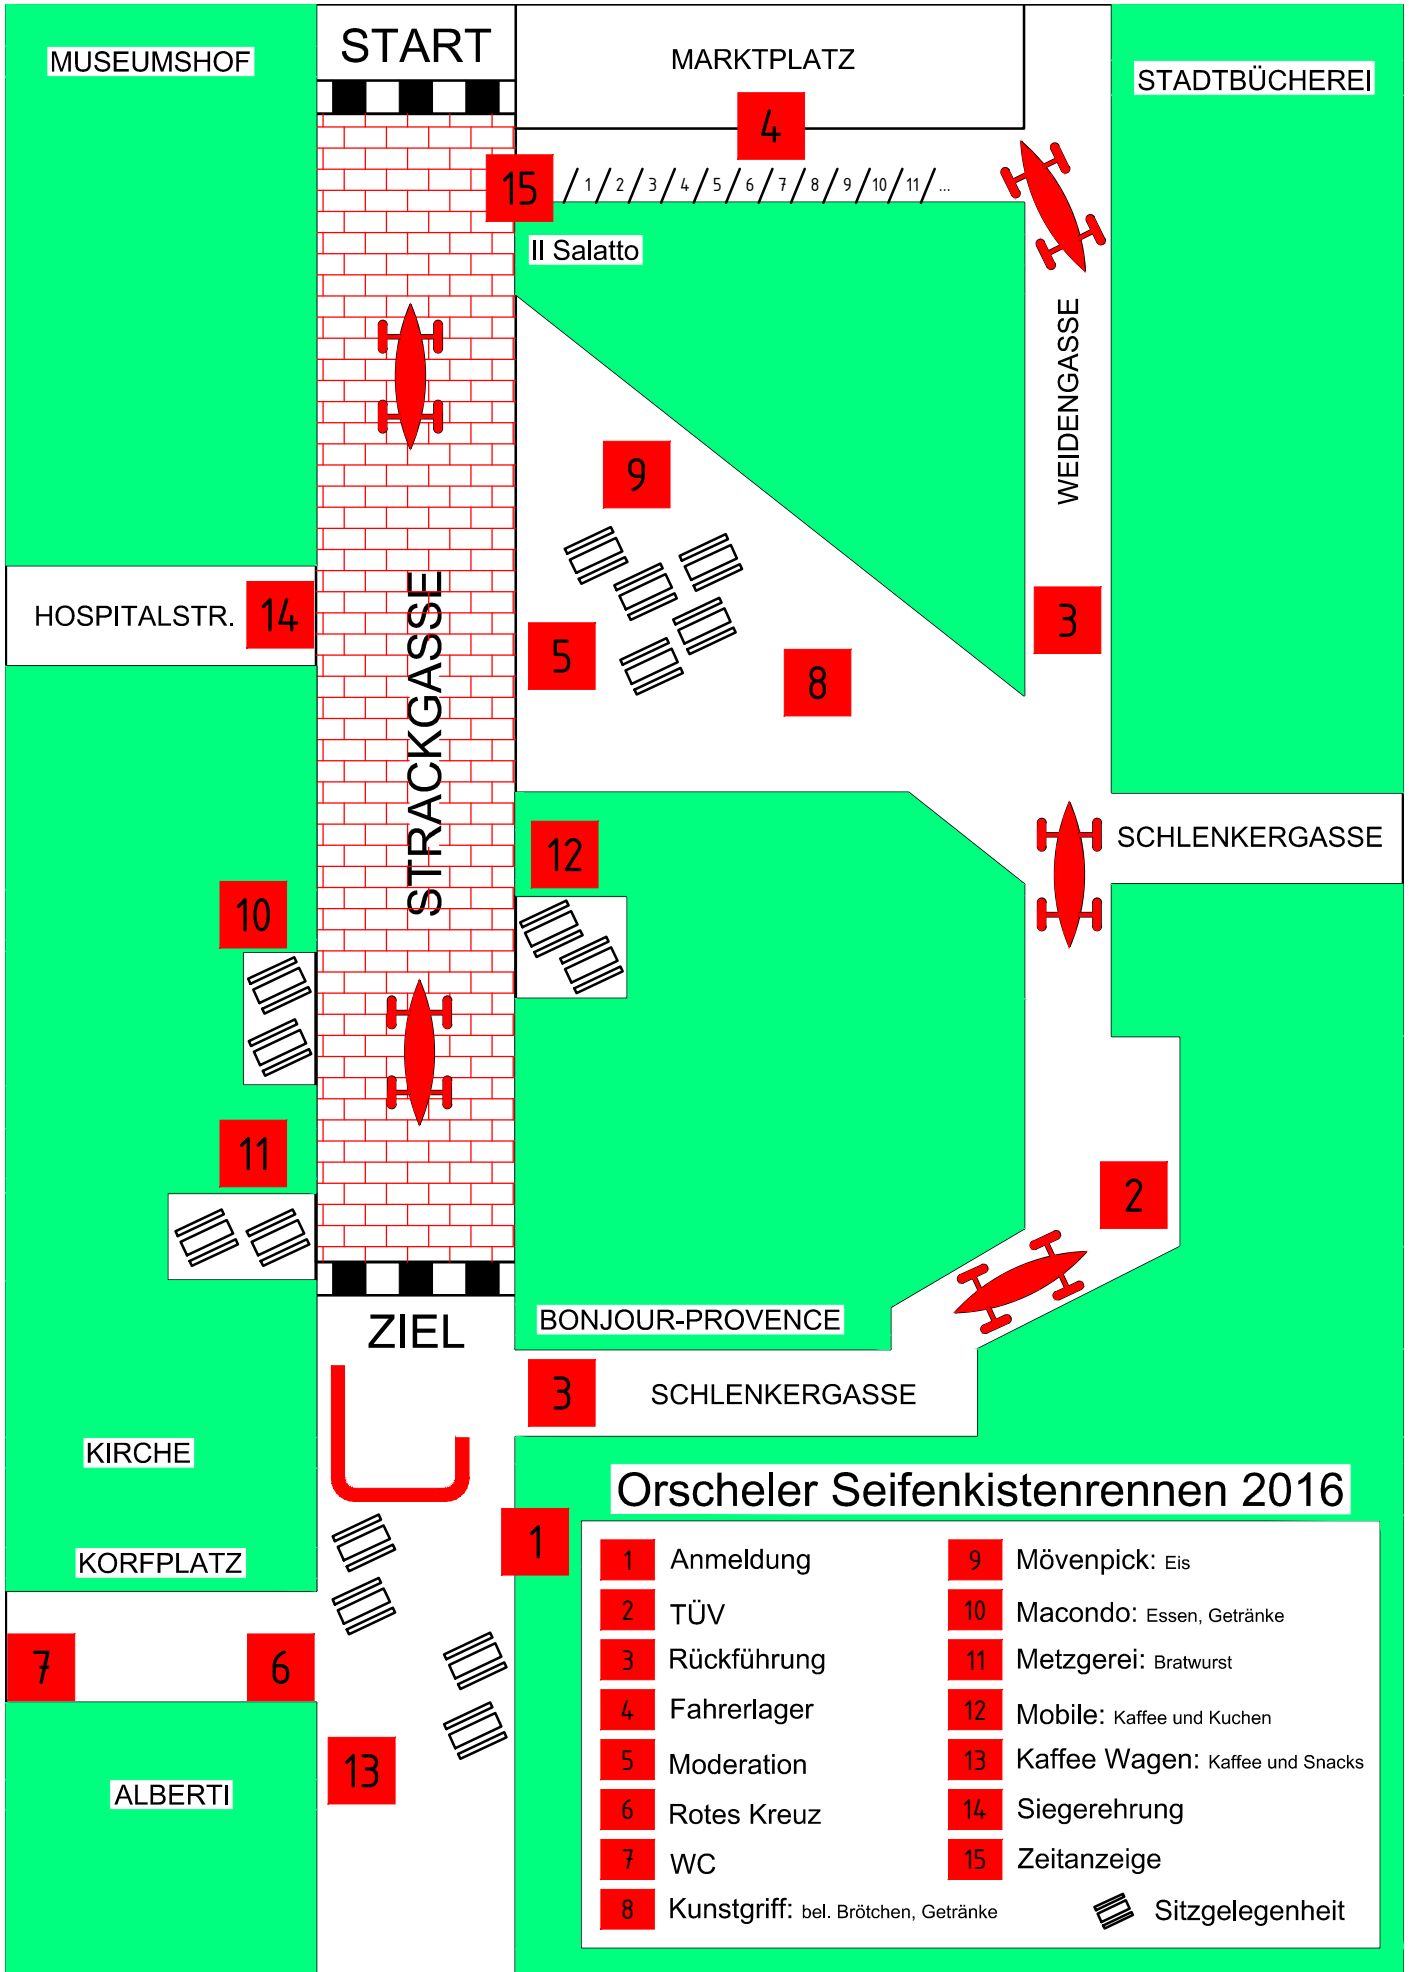 MUSEUMSHOF
START
MARKTPLATZ
STADTBÜCHEREI
4
15
1 2 3 4 5 6 7 8 9 10 11 ...
Il Salatto
WEIDENGASSE
9
HOSPITALSTR.
14
STRACKGASSE
5
8
3
12
SCHLENKERGASSE
10
11
2
ZIEL
BONJOUR-PROVENCE
3
SCHLENKERGASSE
KIRCHE
1
KORFPLATZ
7
6
13
ALBERTI
Orscheler Seifenkistenrennen 2016
1 Anmeldung
2 TÜV
3 Rückführung
4 Fahrerlager
5 Moderation
6 Rotes Kreuz
7 WC
8 Kunstgriff: bel. Brötchen, Getränke
9 Mövenpick: Eis
10 Macondo: Essen, Getränke
11 Metzgerei: Bratwurst
12 Mobile: Kaffee und Kuchen
13 Kaffee Wagen: Kaffee und Snacks
14 Siegerehrung
15 Zeitanzeige
Sitzgelegenheit